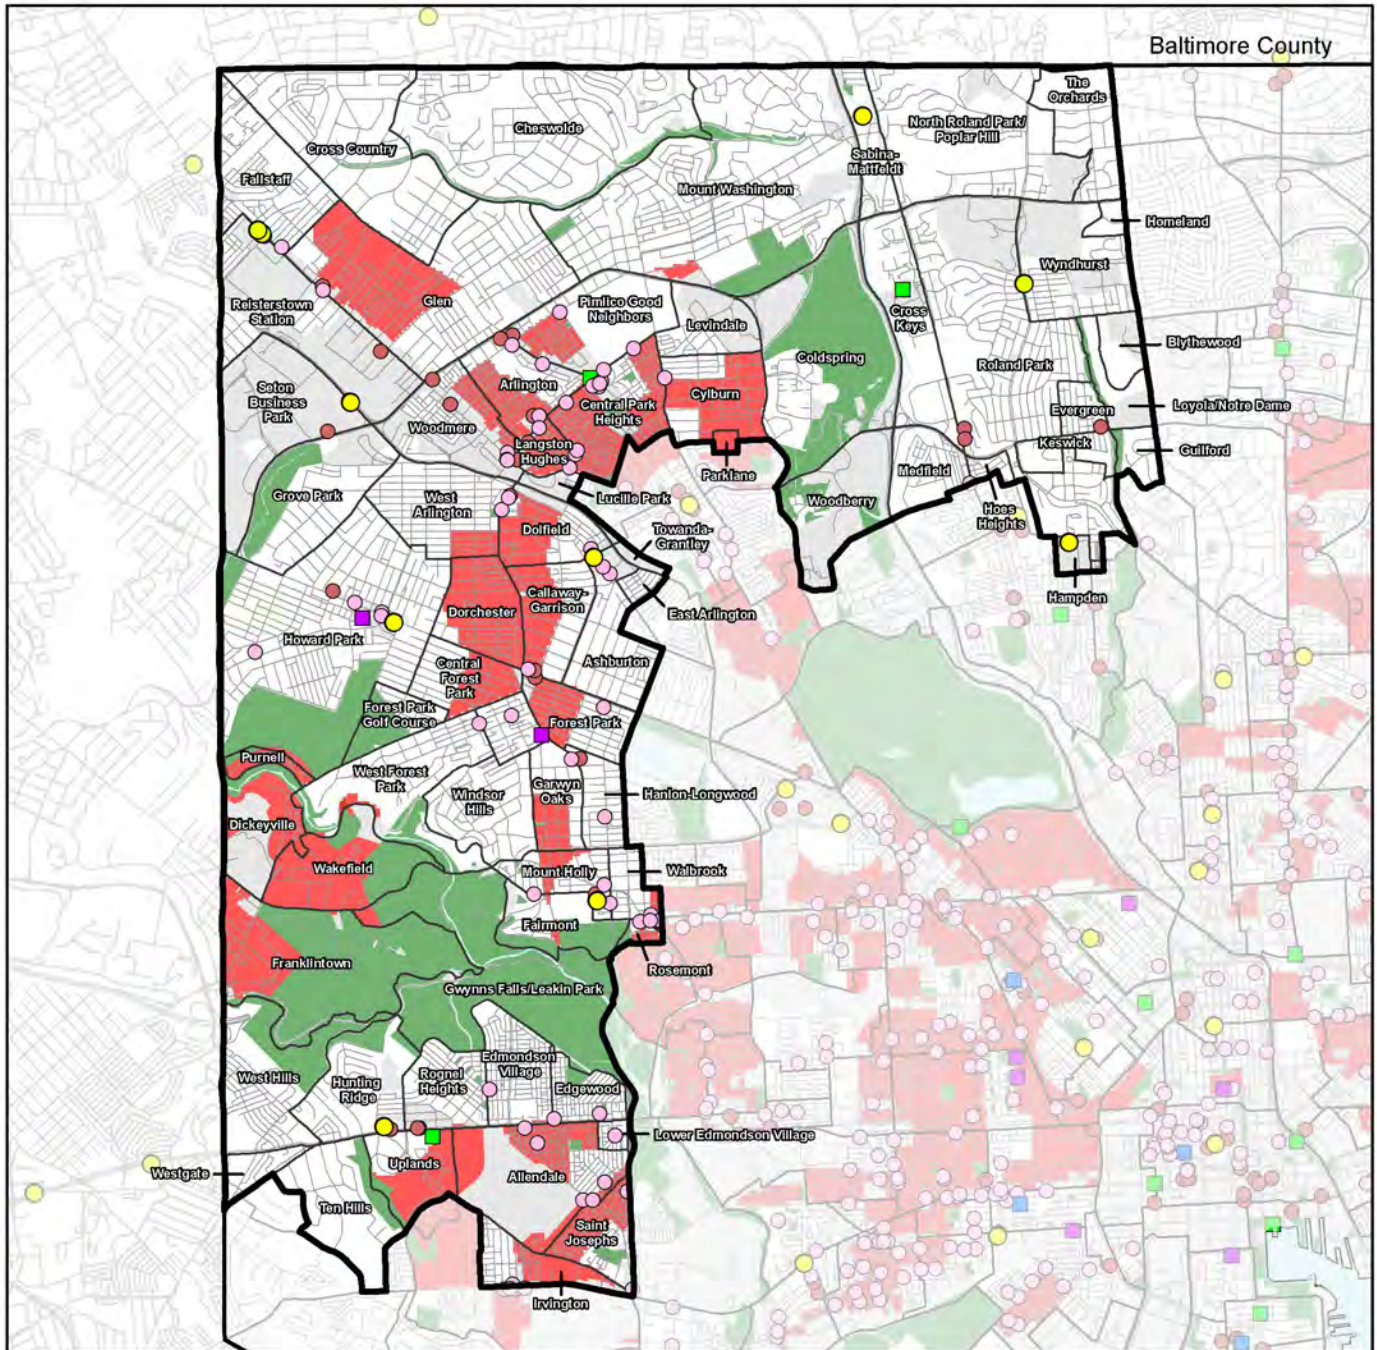 Baltimore County
The
Orchards
Cheswolde
North Roland Park/
Poplar Hill
Cross Country
Sabina-
Mattfeldt
Fallstaff
Mount Washington
Homeland
Wyndhurst
Reisterstown
Station
Glen
Pimlico Good
Neighbors
Levindale
Cross
Keys
Blythewood
Coldspring
Roland Park
Seton
Business
Park
Arlington
Cylburn
Central Park
Heights
Loyola/Notre Dame
Evergreen
Woodmere
Langston
Hughes
Keswick
Guilford
Parklane
Medfield
Grove Park
West
Arlington
Lucille Park
Woodberry
Hoes
Heights
Dolfield
Towanda-
Grantley
Callaway-
Garrison
Hampden
Dorchester
East Arlington
Howard Park
Central
Forest
Park
Ashburton
Forest Park
Golf Course
Forest Park
Purnell
West Forest
Park
Windsor
Hills
Garwyn
Oaks
Hanlon-Longwood
Dickeyville
Wakefield
Mount Holly
Walbrook
Fairmont
Franklintown
Rosemont
Gwynns Falls/Leakin Park
West Hills
Hunting
Ridge
Rognel
Heights
Edmondson
Village
Edgewood
Lower Edmondson Village
Westgate
Uplands
Allendale
Ten Hills
Saint
Josephs
Irvington